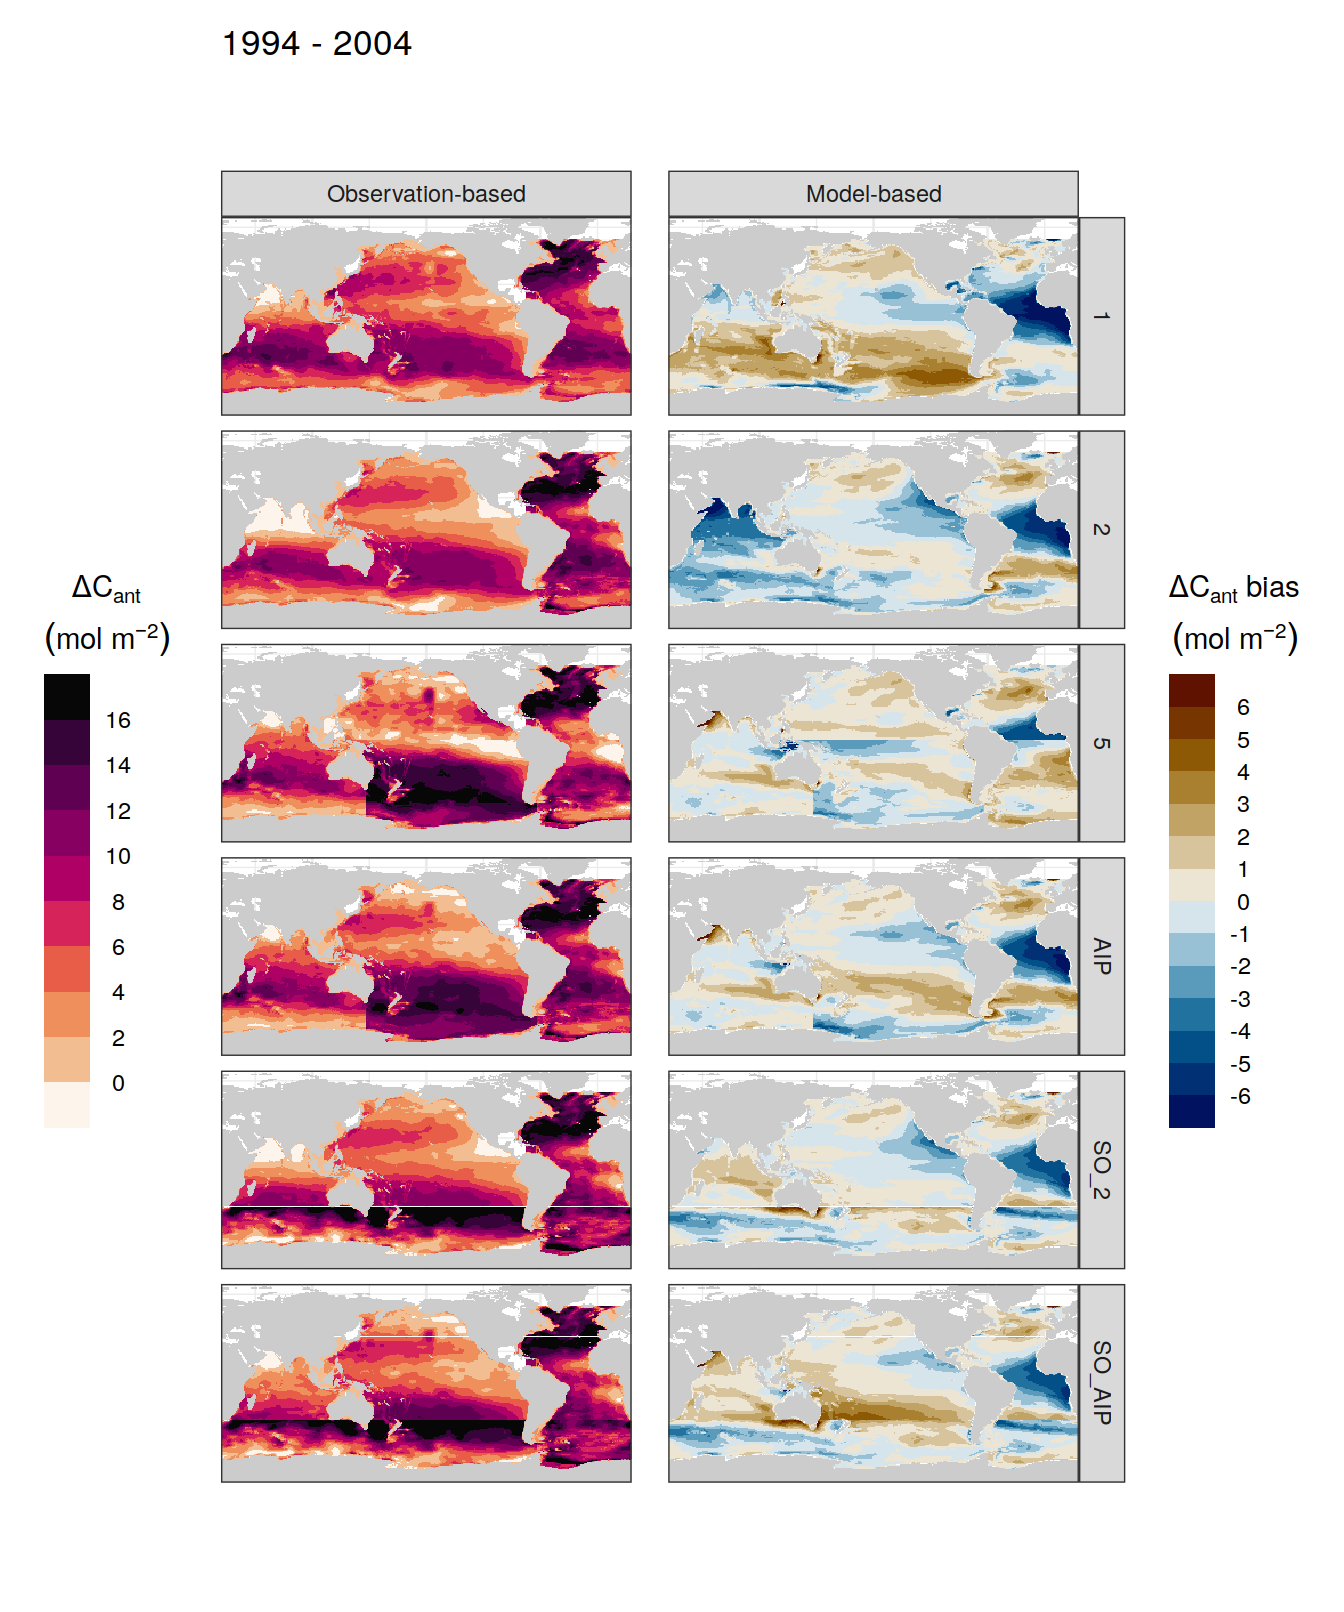 1994 - 2004
Observation-based
Model-based
1
2
5
AIP
SO_2
SO_AIP
ΔCant
(mol m−2)
16
14
12
10
8
6
4
2
0
ΔCant bias
(mol m−2)
6
5
4
3
2
1
0
-1
-2
-3
-4
-5
-6